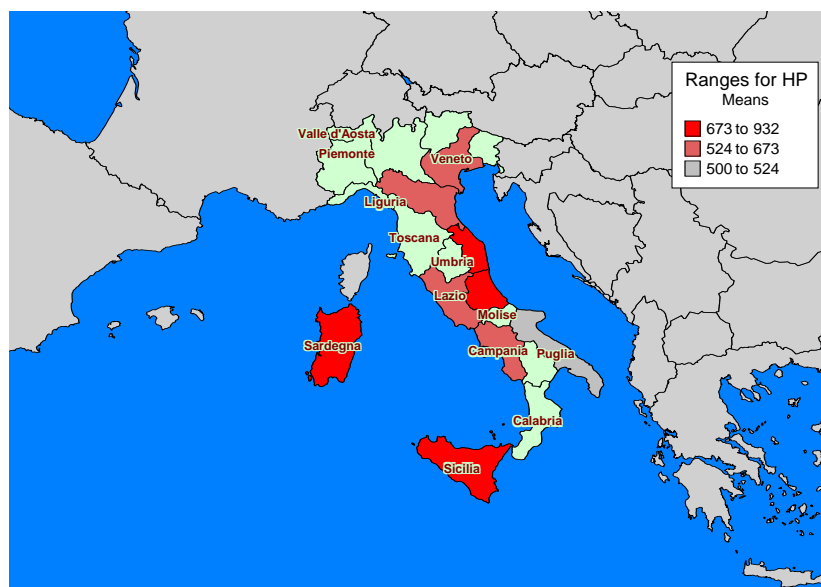 Ranges for HP
Means
673 to 932
524 to 673
500 to 524
Valle d'Aosta
Piemonte
Veneto
Liguria
Toscana
Umbria
Lazio
Molise
Sardegna
Campania
Puglia
Calabria
Sicilia